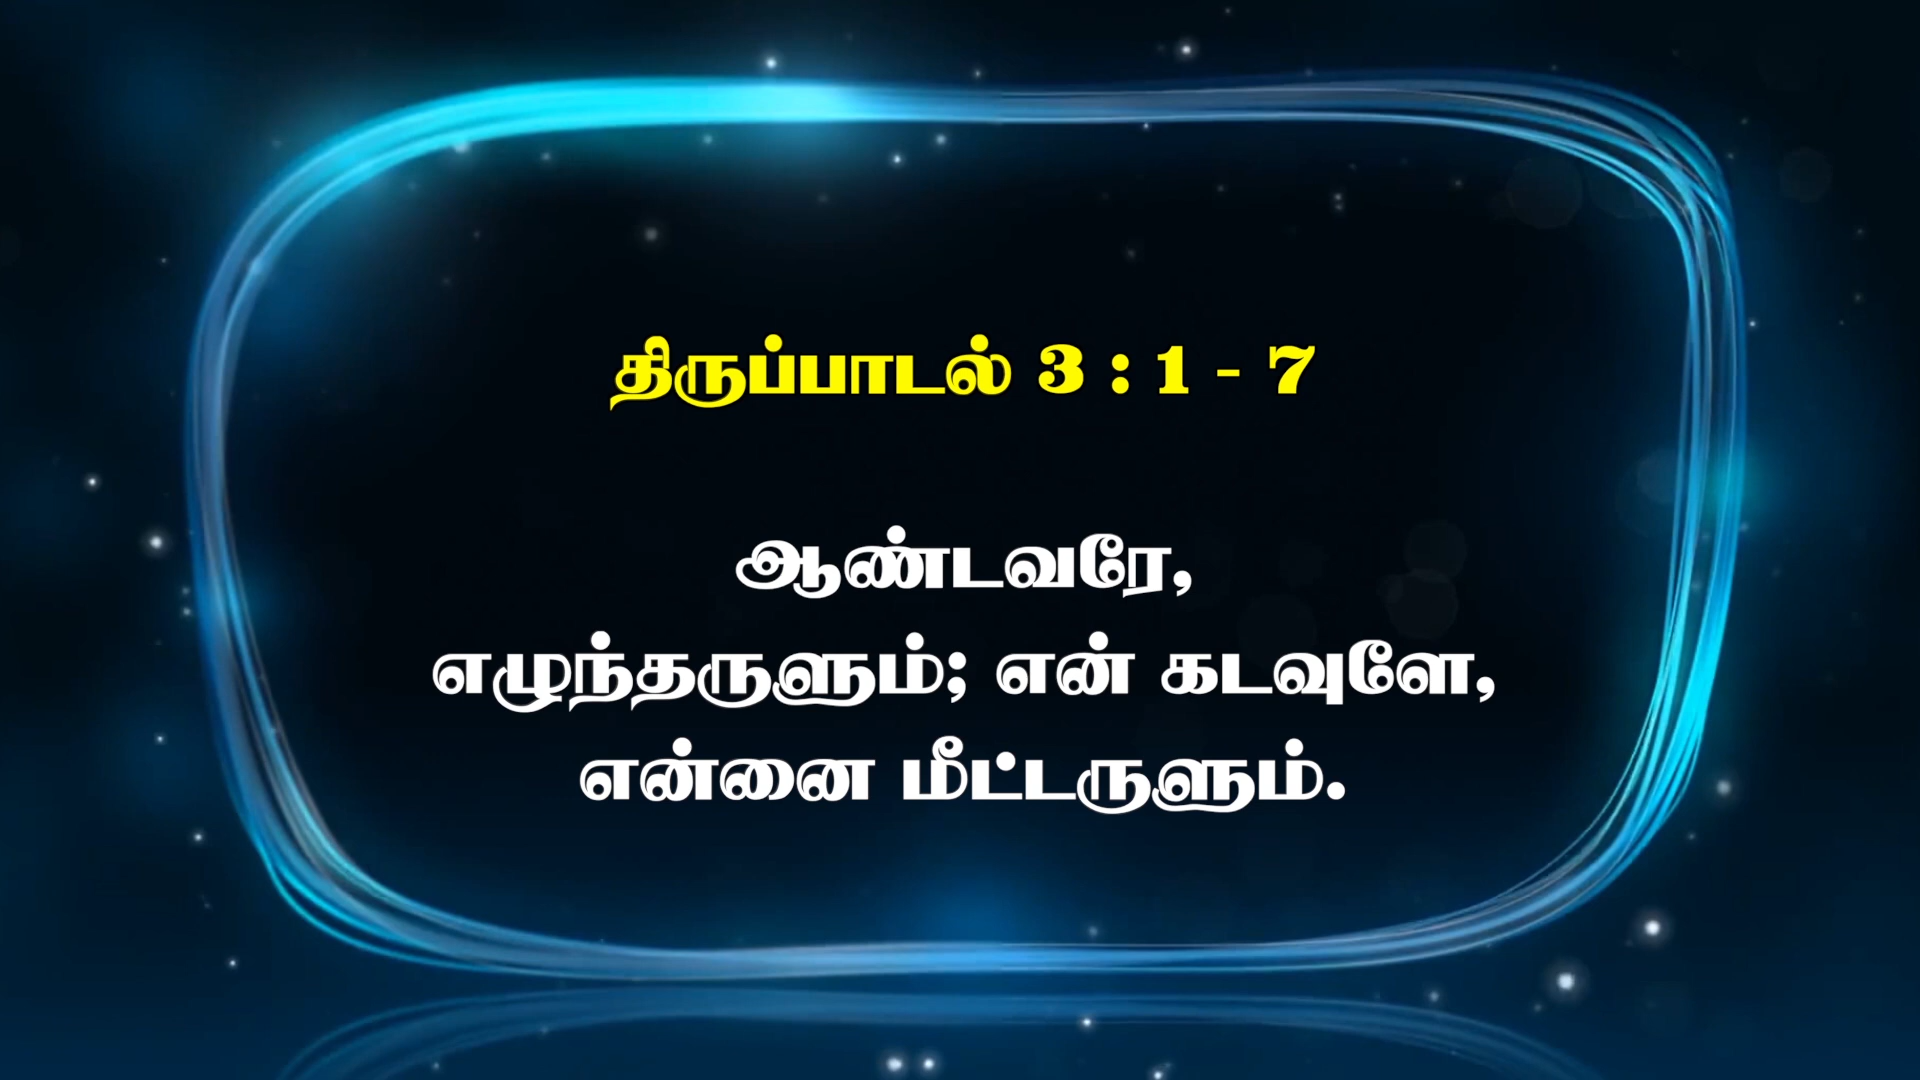 திருப்பாடல் 3 : 1 - 7
ஆண்டவரே,
எழுந்தருளும்; என் கடவுளே,
என்னை மீட்டருளும்.